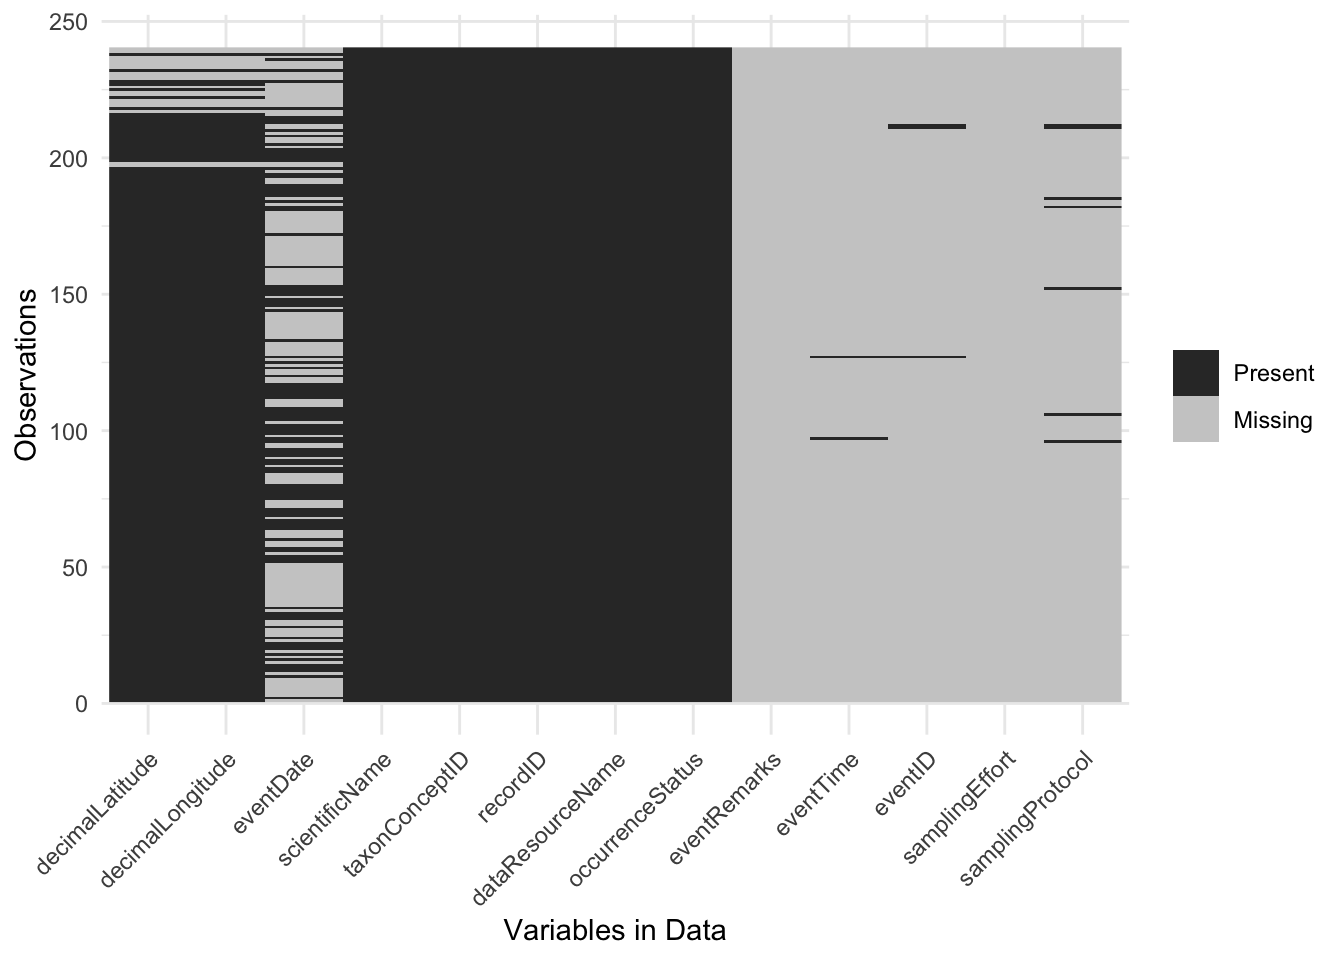 250
200
150
100
50
0
Observations
decimalLatitude
decimalLongitude
eventDate
scientificName
taxonConceptID
recordID
dataResourceName
occurrenceStatus
eventRemarks
eventTime
eventID
samplingEffort
samplingProtocol
Variables in Data
Present
Missing